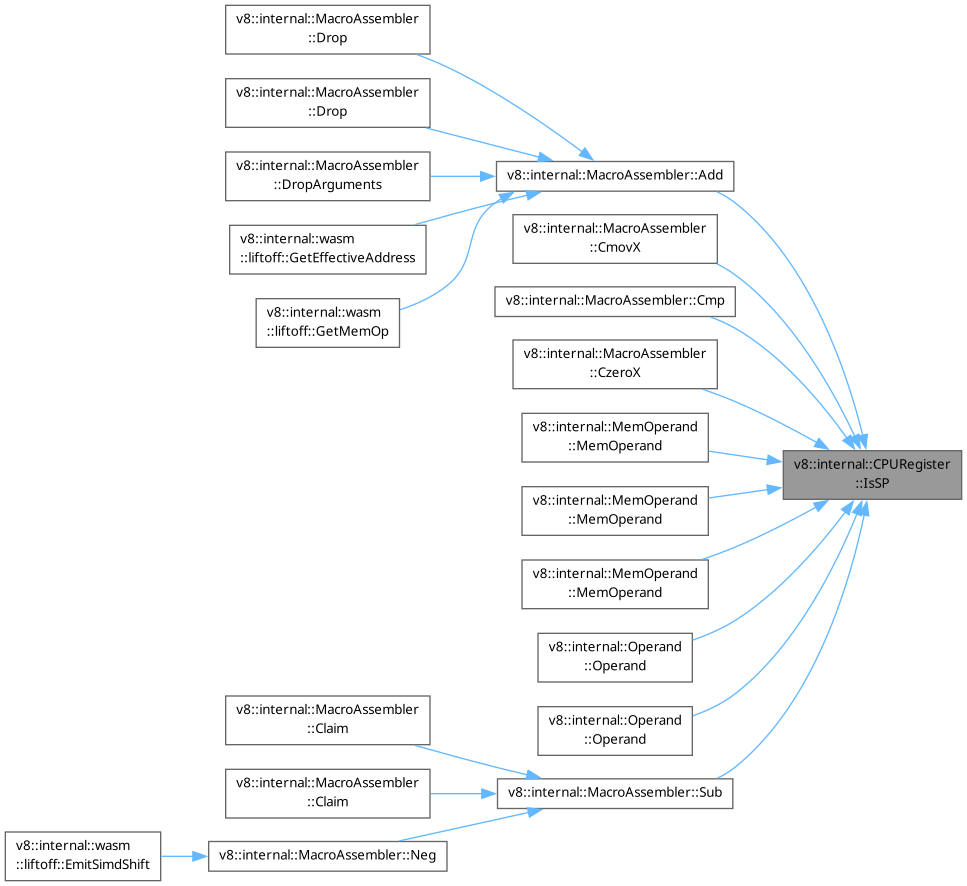 v8::internal::MacroAssembler
::Drop
v8::internal::MacroAssembler
::Drop
v8::internal::MacroAssembler
::DropArguments
v8::internal::wasm
::liftoff::GetEffectiveAddress
v8::internal::wasm
::liftoff::GetMemOp
v8::internal::MacroAssembler::Add
v8::internal::MacroAssembler
::CmovX
v8::internal::MacroAssembler::Cmp
v8::internal::MacroAssembler
::CzeroX
v8::internal::MemOperand
::MemOperand
v8::internal::MemOperand
::MemOperand
v8::internal::MemOperand
::MemOperand
v8::internal::Operand
::Operand
v8::internal::Operand
::Operand
v8::internal::CPURegister
::IsSP
v8::internal::MacroAssembler
::Claim
v8::internal::MacroAssembler
::Claim
v8::internal::MacroAssembler::Sub
v8::internal::wasm
::liftoff::EmitSimdShift
v8::internal::MacroAssembler::Neg